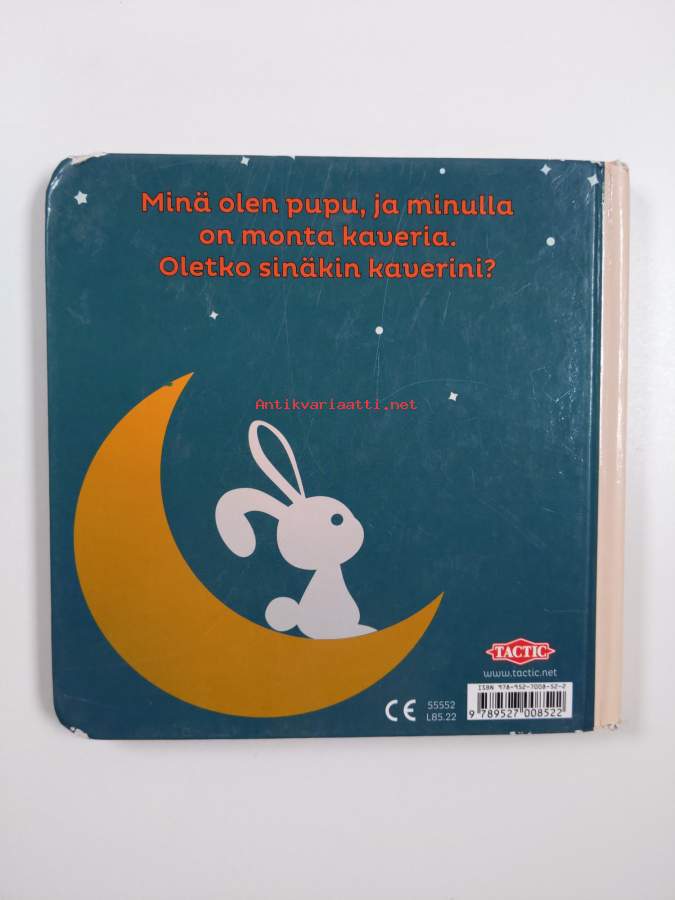 Minä olen pupu, ja minulla
on monta kaveria.
Oletko sinäkin kaverini?
Antikvariaatti.net
TACTIC
www.tactic.net
ISBN 978-952-7008-52-2
CE 55552
L85.22
9 789527 008522